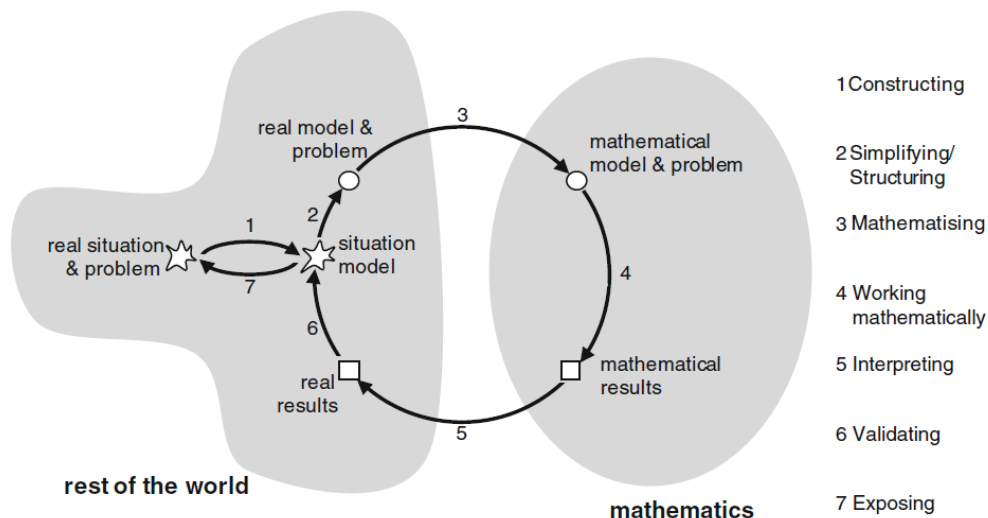 real model &
problem
3
mathematical
model & problem
2
1
real situation
& problem
situation
model
7
4
6
real
results
mathematical
results
5
rest of the world
mathematics
1 Constructing
2 Simplifying/
Structuring
3 Mathematising
4 Working
mathematically
5 Interpreting
6 Validating
7 Exposing